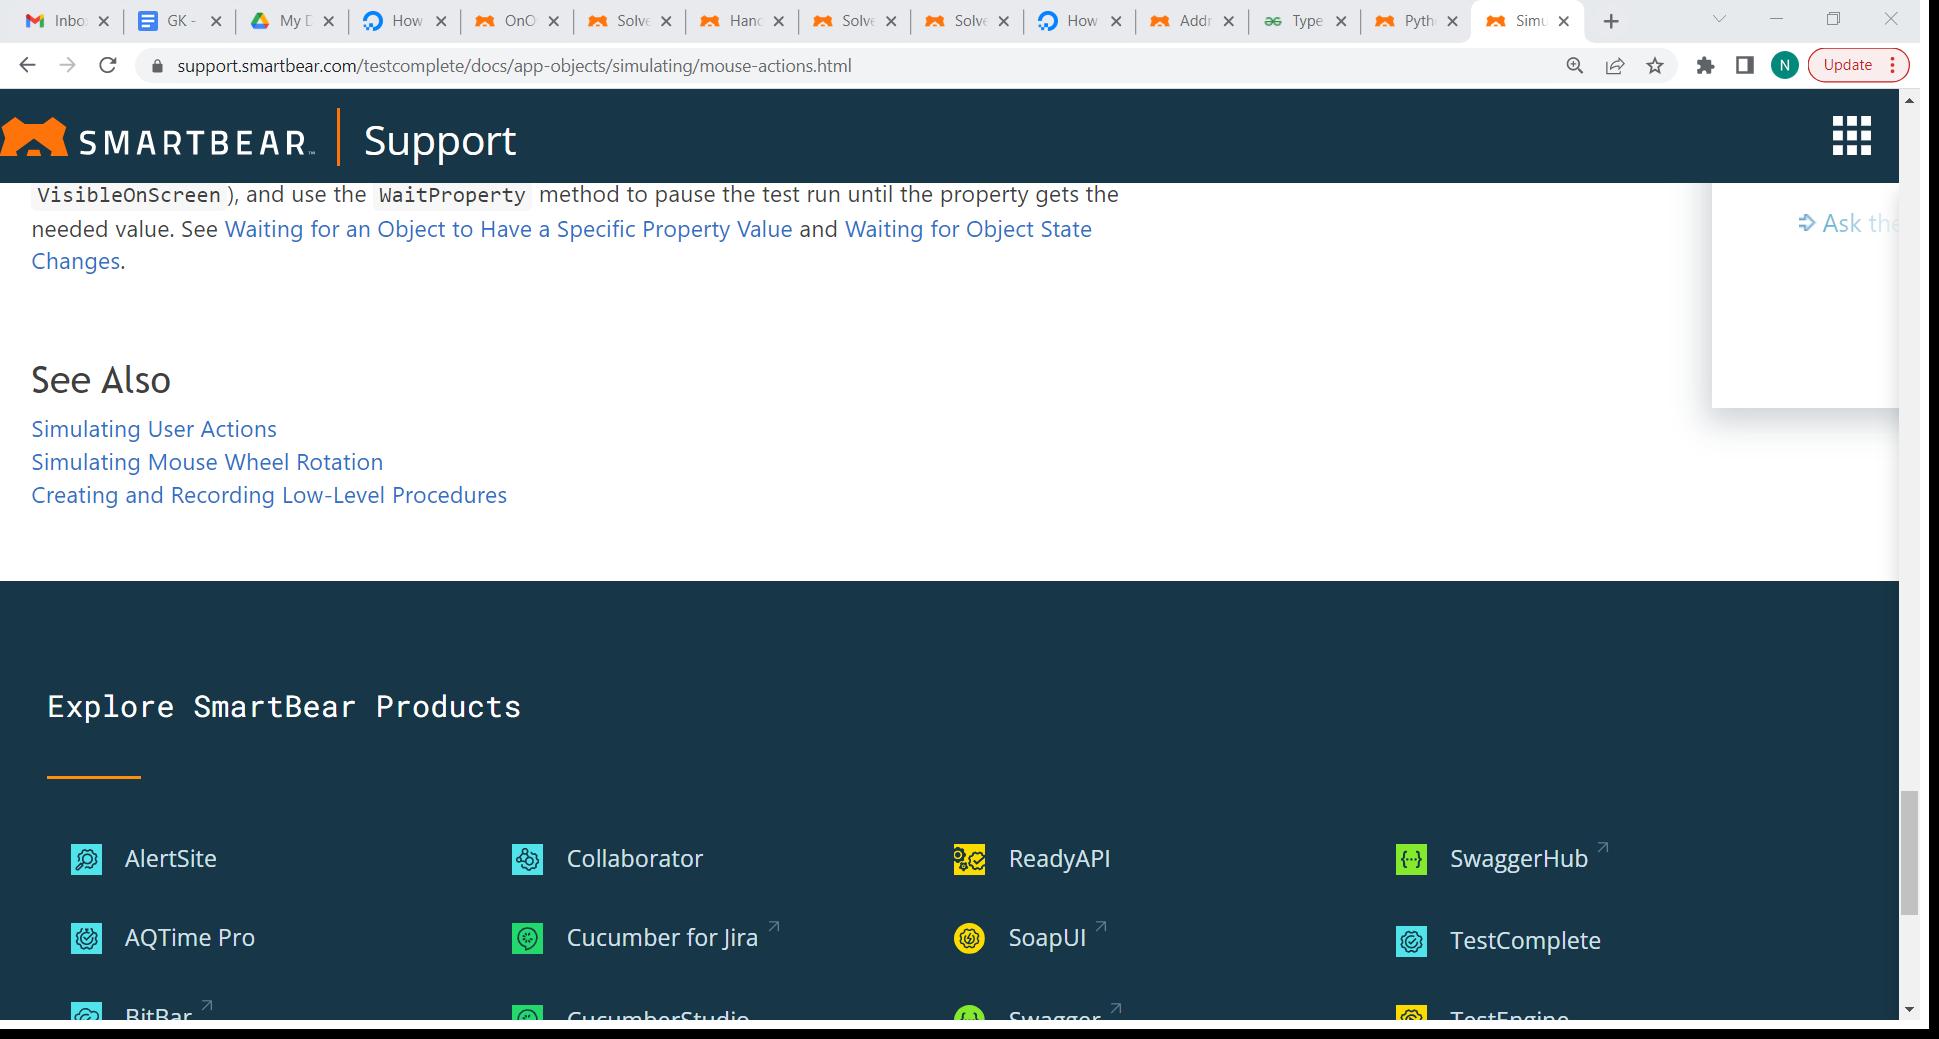 Inbo
GK -
My D
How
OnO
Solve
Hand
Solve
Solve
How
Addr
Type
Pyth
Simu
support.smartbear.com/testcomplete/docs/app-objects/simulating/mouse-actions.html
N
Update
SMARTBEAR™
Support
VisibleOnScreen ), and use the WaitProperty method to pause the test run until the property gets the
needed value. See Waiting for an Object to Have a Specific Property Value and Waiting for Object State
Changes.
Ask the
See Also
Simulating User Actions
Simulating Mouse Wheel Rotation
Creating and Recording Low-Level Procedures
Explore SmartBear Products
AlertSite
Collaborator
ReadyAPI
SwaggerHub
AQTime Pro
Cucumber for Jira
SoapUI
TestComplete
BitBar
CucumberStudio
Swagger
TestEngine